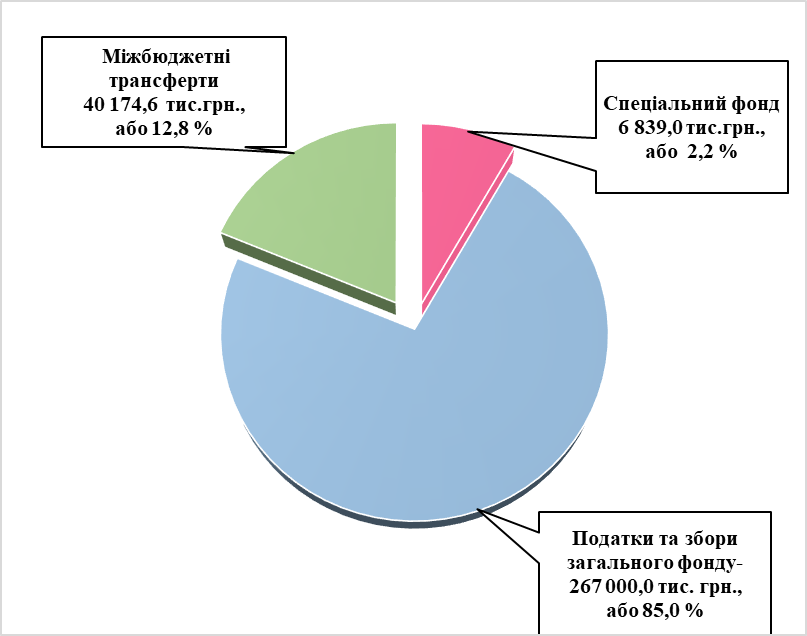 Міжбюджетні
трансферти
40 174,6 тис.грн.,
або 12,8 %
Спеціальний фонд
6 839,0 тис.грн.,
або 2,2 %
Податки та збори
загального фонду-
267 000,0 тис. грн.,
або 85,0 %